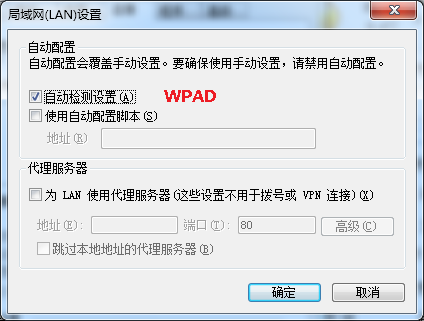 局域网(LAN)设置
自动配置
自动配置会覆盖手动设置。要确保使用手动设置，请禁用自动配置。
自动检测设置(A) WPAD
使用自动配置脚本(S)
地址(R)
代理服务器
为 LAN 使用代理服务器(这些设置不用于拨号或 VPN 连接)(X)
地址(E): 端口(T): 80 高级(C)
跳过本地地址的代理服务器(B)
确定 取消